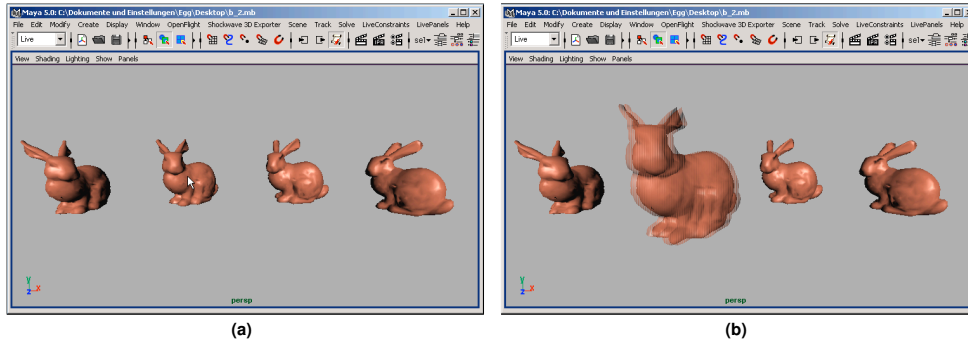 Maya 5.0: C:\Dokumente und Einstellungen\Egg\Desktop\b_2.mb
File Edit Modify Create Display Window OpenFlight Shockwave 3D Exporter Scene Track Solve LiveConstraints LivePanels
Live sel
View Shading Lighting Show Panels
Y
Z X
persp
(a)
Maya 5.0: C:\Dokumente und Einstellungen\Egg\Desktop\b_2.mb
File Edit Modify Create Display Window OpenFlight Shockwave 3D Exporter Scene Track Solve LiveConstraints LivePanels
Live sel
View Shading Lighting Show Panels
Y
Z X
persp
(b)